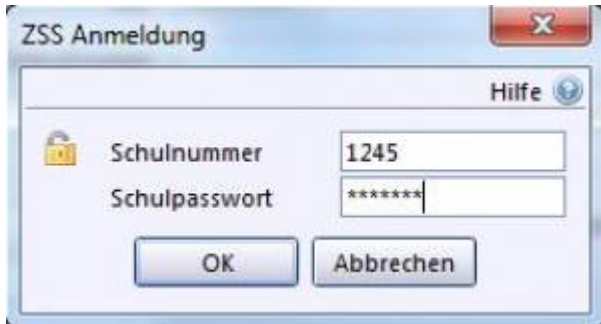 ZSS Anmeldung
Hilfe
Schulnummer 1245
Schulpasswort *******
OK Abbrechen